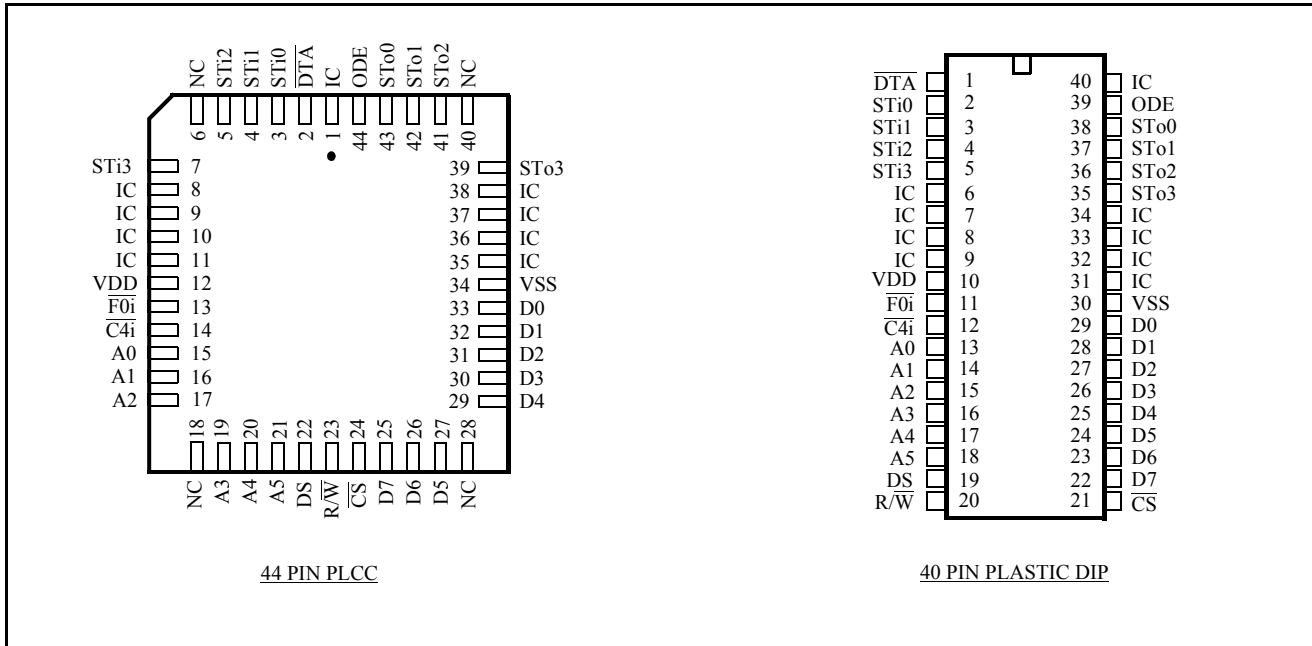 NC STi2 STi1 STi0 D̅T̅A̅ IC ODE STo0 STo1 STo2 NC
6 5 4 3 2 1 44 43 42 41 40
STi3 7 39 STo3
IC 8 38 IC
IC 9 37 IC
IC 10 36 IC
IC 11 35 IC
VDD 12 34 VSS
F̅0̅i̅ 13 33 D0
C̅4̅i̅ 14 32 D1
A0 15 31 D2
A1 16 30 D3
A2 17 29 D4
18 19 20 21 22 23 24 25 26 27 28
NC A3 A4 A5 DS R/W̅ C̅S̅ D7 D6 D5 NC
44 PIN PLCC
D̅T̅A̅ 1 40 IC
STi0 2 39 ODE
STi1 3 38 STo0
STi2 4 37 STo1
STi3 5 36 STo2
IC 6 35 STo3
IC 7 34 IC
IC 8 33 IC
IC 9 32 IC
VDD 10 31 IC
F̅0̅i̅ 11 30 VSS
C̅4̅i̅ 12 29 D0
A0 13 28 D1
A1 14 27 D2
A2 15 26 D3
A3 16 25 D4
A4 17 24 D5
A5 18 23 D6
DS 19 22 D7
R/W̅ 20 21 C̅S̅
40 PIN PLASTIC DIP